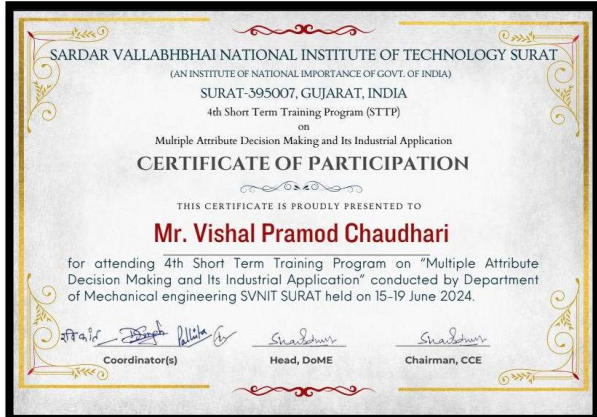 SARDAR VALLABHBHAI NATIONAL INSTITUTE OF TECHNOLOGY SURAT
(AN INSTITUTE OF NATIONAL IMPORTANCE OF GOVT. OF INDIA)
SURAT-395007, GUJARAT, INDIA
4th Short Term Training Program (STTP)
on
Multiple Attribute Decision Making and Its Industrial Application
CERTIFICATE OF PARTICIPATION
THIS CERTIFICATE IS PROUDLY PRESENTED TO
Mr. Vishal Pramod Chaudhari
for attending 4th Short Term Training Program on "Multiple Attribute
Decision Making and Its Industrial Application" conducted by Department
of Mechanical engineering SVNIT SURAT held on 15-19 June 2024.
Coordinator(s) Head, DoME Chairman, CCE